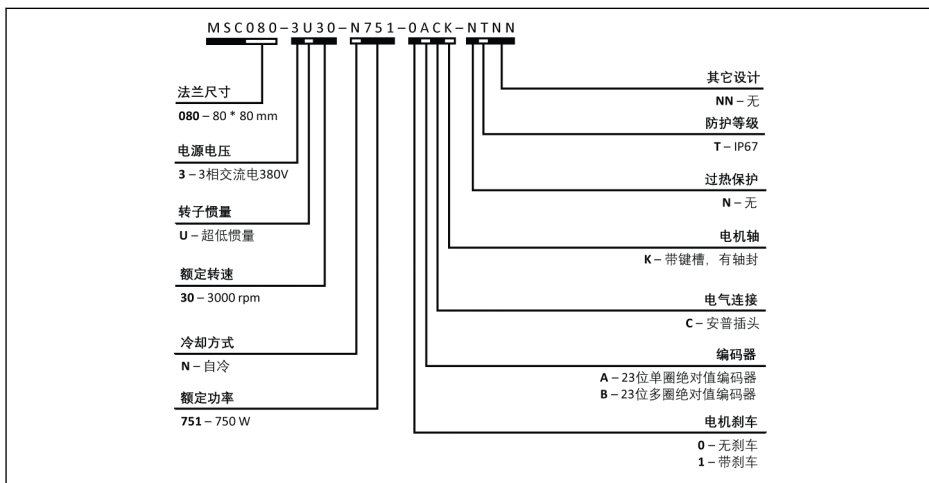 MSC080-3U30-N751-0ACK-NTNN
法兰尺寸
080 – 80 * 80 mm
电源电压
3 – 3相交流电380V
转子惯量
U – 超低惯量
额定转速
30 – 3000 rpm
冷却方式
N – 自冷
额定功率
751 – 750 W
其它设计
NN – 无
防护等级
T – IP67
过热保护
N – 无
电机轴
K – 带键槽，有轴封
电气连接
C – 安普插头
编码器
A – 23位单圈绝对值编码器
B – 23位多圈绝对值编码器
电机刹车
0 – 无刹车
1 – 带刹车